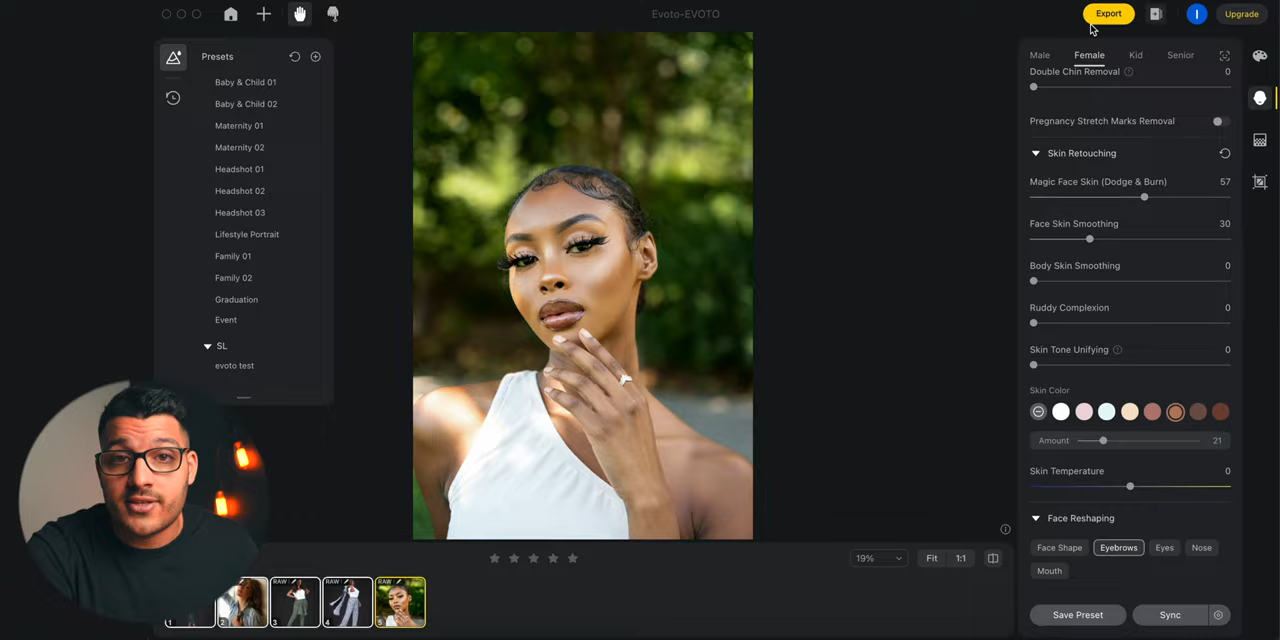 Evoto-EVOTO
Export
I
Upgrade
Presets
Baby & Child 01
Baby & Child 02
Maternity 01
Maternity 02
Headshot 01
Headshot 02
Headshot 03
Lifestyle Portrait
Family 01
Family 02
Graduation
Event
SL
evoto test
Male Female Kid Senior
Double Chin Removal 0
Pregnancy Stretch Marks Removal
Skin Retouching
Magic Face Skin (Dodge & Burn) 57
Face Skin Smoothing 30
Body Skin Smoothing 0
Ruddy Complexion 0
Skin Tone Unifying 0
Skin Color
Amount 21
Skin Temperature 0
Face Reshaping
Face Shape Eyebrows Eyes Nose
Mouth
Save Preset Sync
19% Fit 1:1
RAW RAW RAW
1 2 3 4 5